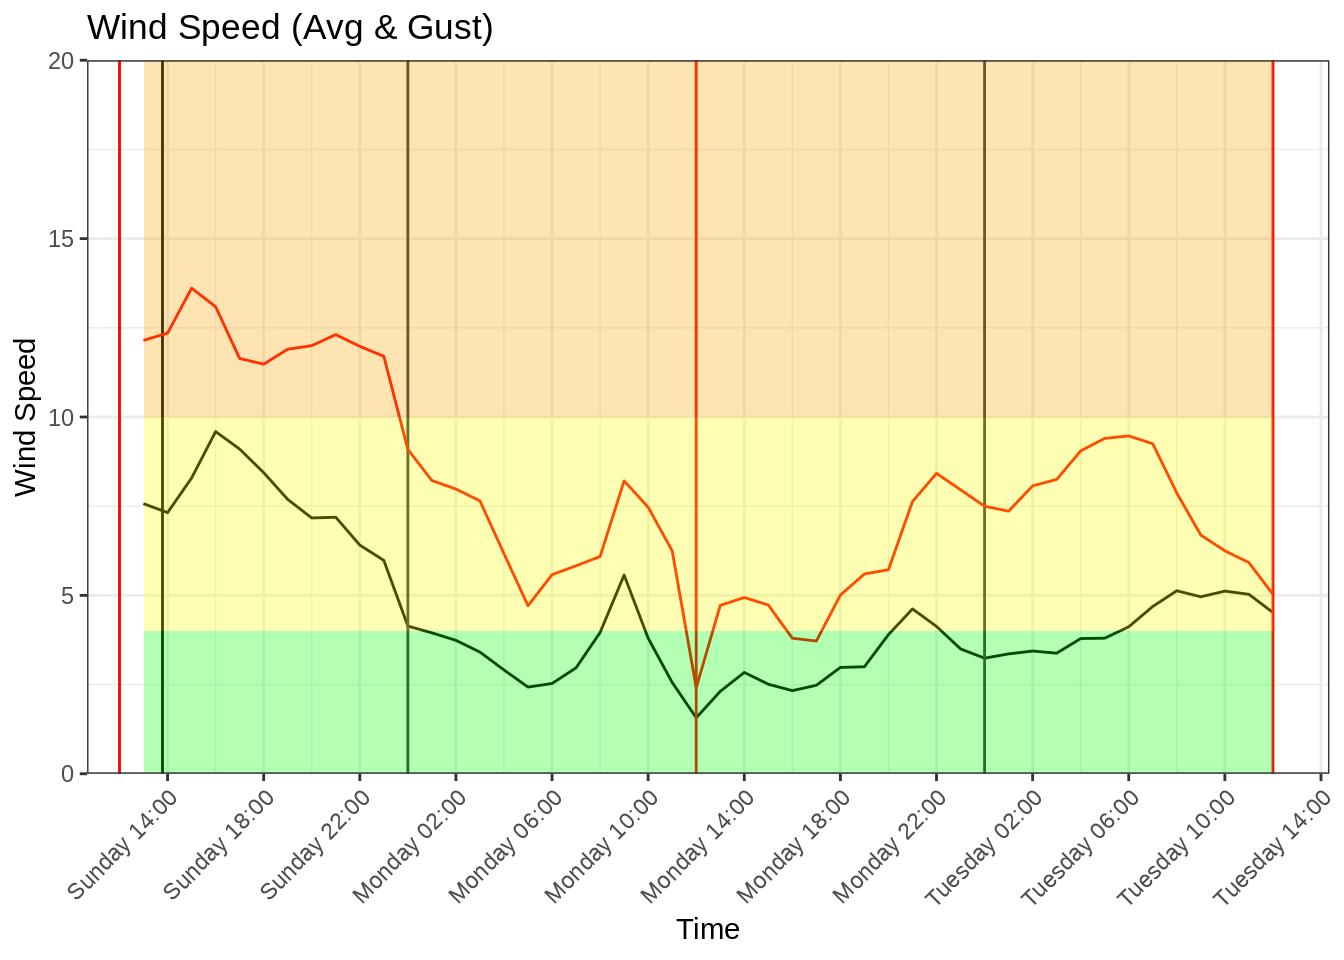 Wind Speed (Avg & Gust)
20
15
10
5
0
Wind Speed
Sunday 14:00
Sunday 18:00
Sunday 22:00
Monday 02:00
Monday 06:00
Monday 10:00
Monday 14:00
Monday 18:00
Monday 22:00
Tuesday 02:00
Tuesday 06:00
Tuesday 10:00
Tuesday 14:00
Time